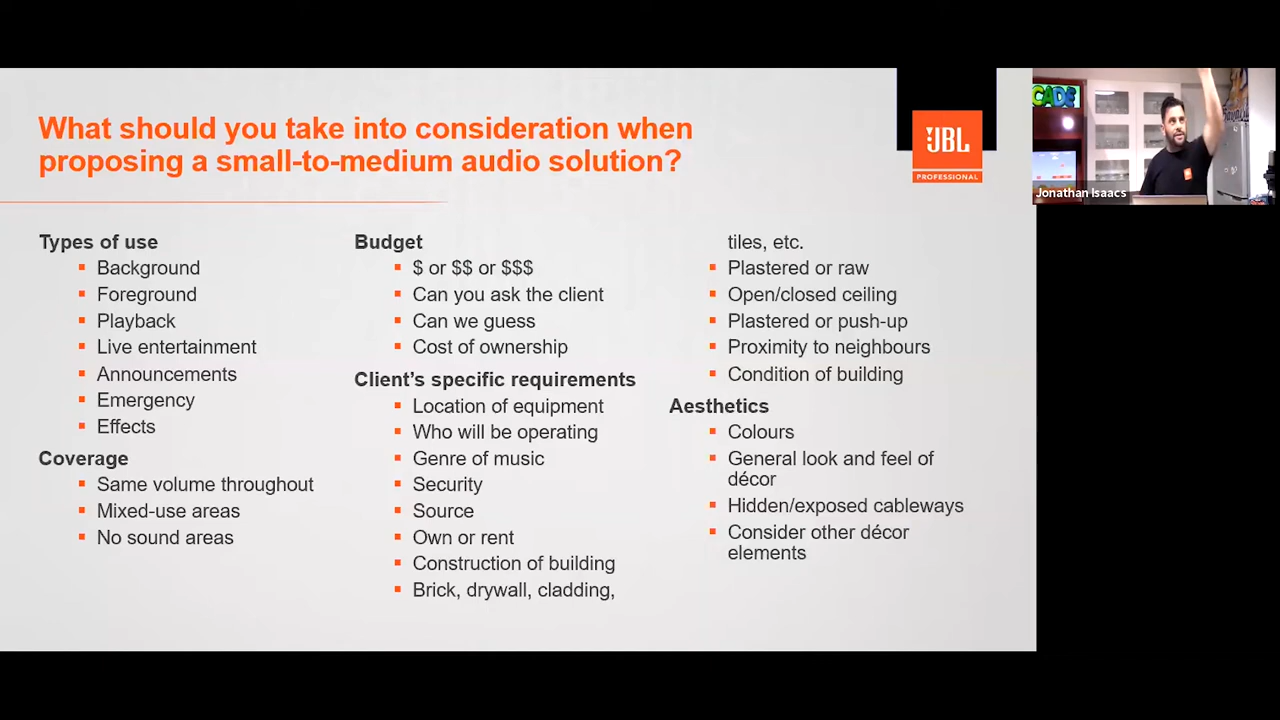 What should you take into consideration when
proposing a small-to-medium audio solution?
JBL
PROFESSIONAL
CADE
Jonathan Isaacs
Types of use
Background
Foreground
Playback
Live entertainment
Announcements
Emergency
Effects
Coverage
Same volume throughout
Mixed-use areas
No sound areas
Budget
$ or $$ or $$$
Can you ask the client
Can we guess
Cost of ownership
Client's specific requirements
Location of equipment
Who will be operating
Genre of music
Security
Source
Own or rent
Construction of building
Brick, drywall, cladding,
tiles, etc.
Plastered or raw
Open/closed ceiling
Plastered or push-up
Proximity to neighbours
Condition of building
Aesthetics
Colours
General look and feel of
décor
Hidden/exposed cableways
Consider other décor
elements